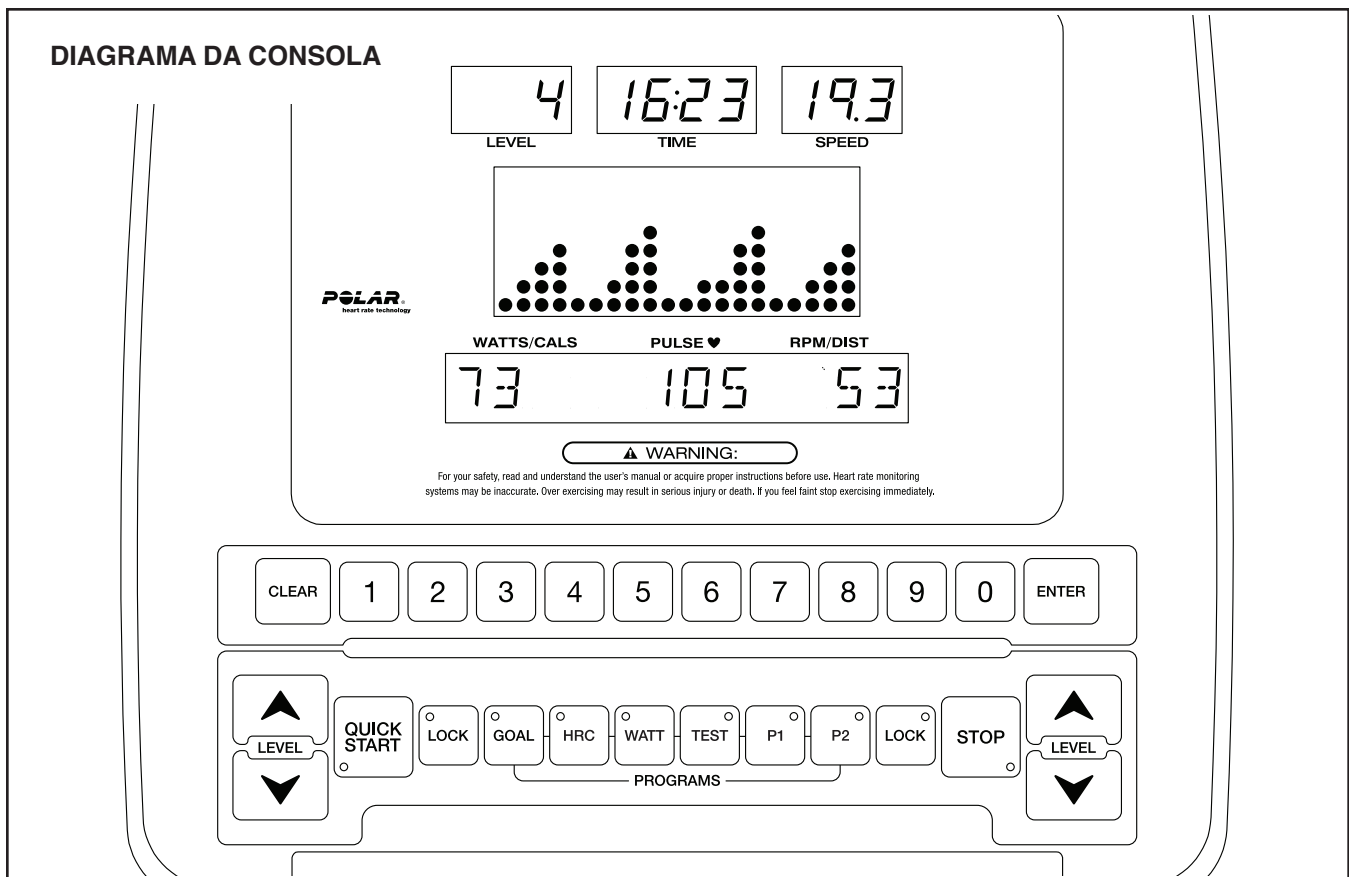 DIAGRAMA DA CONSOLA
4 16:23 19.3
LEVEL TIME SPEED
POLAR®
heart rate technology
WATTS/CALS PULSE ♥ RPM/DIST
73 105 53
⚠ WARNING:
For your safety, read and understand the user's manual or acquire proper instructions before use. Heart rate monitoring
systems may be inaccurate. Over exercising may result in serious injury or death. If you feel faint stop exercising immediately.
CLEAR 1 2 3 4 5 6 7 8 9 0 ENTER
LEVEL
QUICK
START
LOCK GOAL HRC WATT TEST P1 P2 LOCK STOP
LEVEL
PROGRAMS